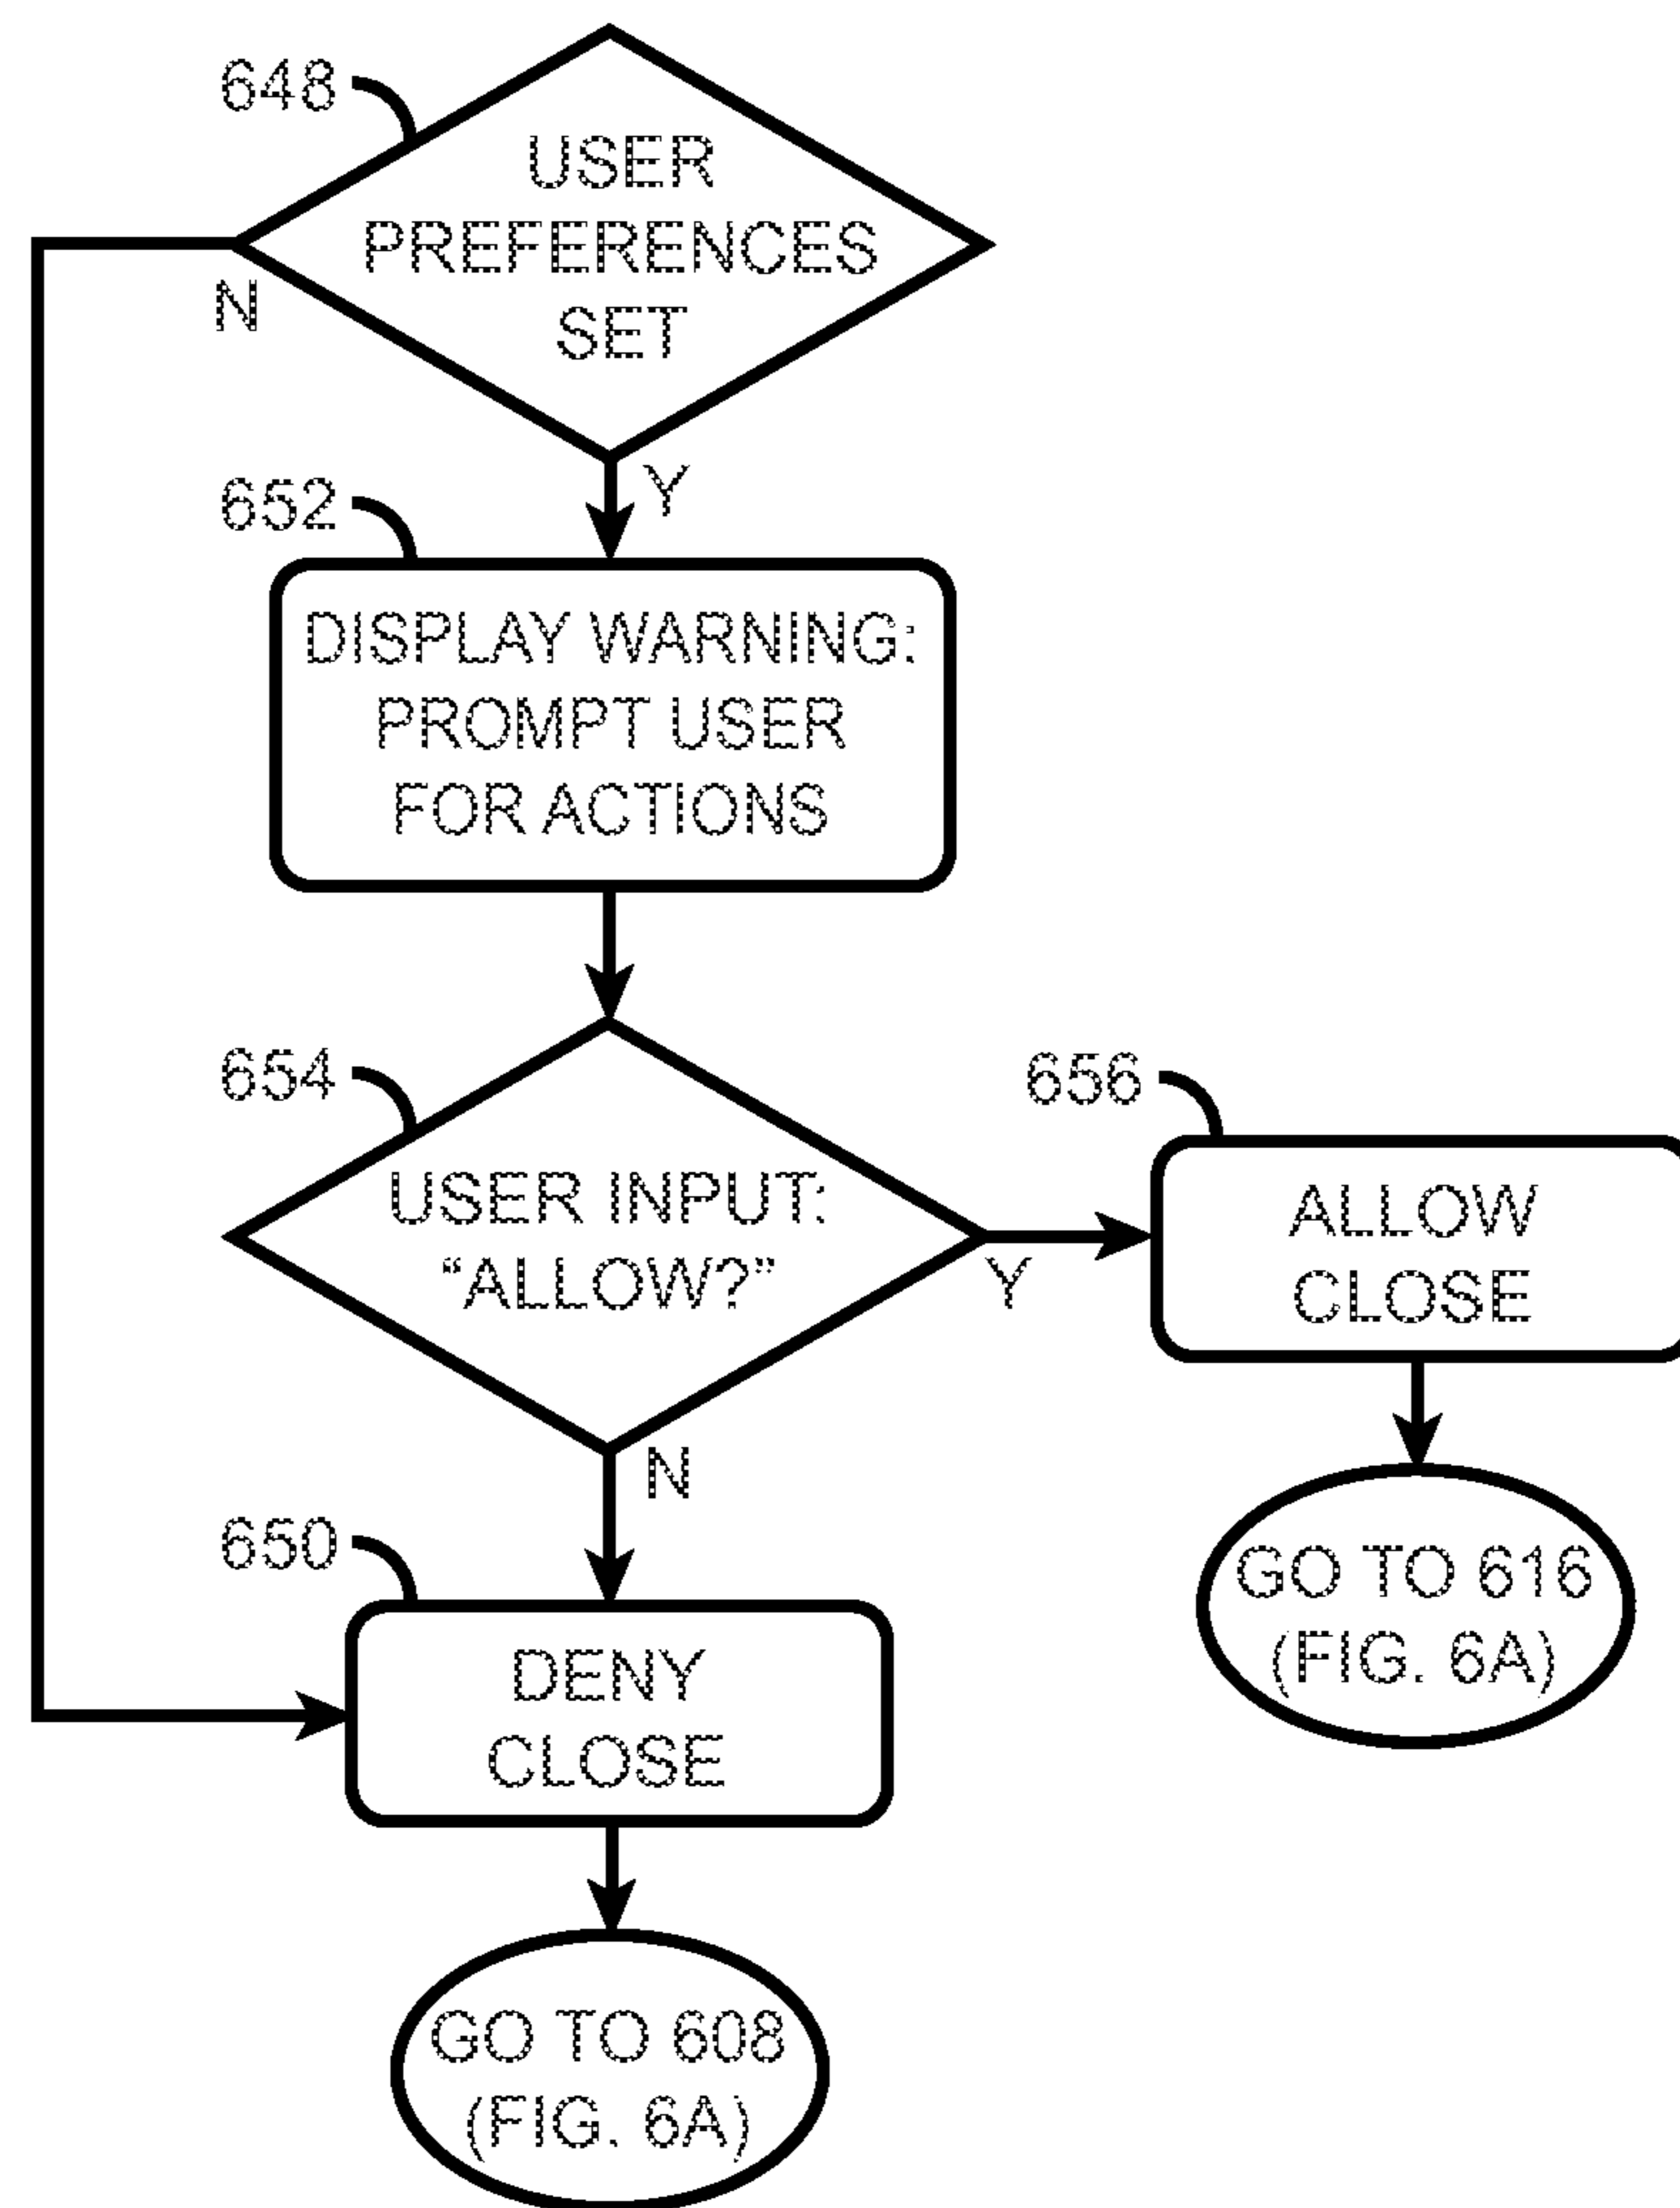 648
USER
PREFERENCES
SET
N
Y
652
DISPLAY WARNING:
PROMPT USER
FOR ACTIONS
654
USER INPUT:
“ALLOW?”
Y
656
ALLOW
CLOSE
GO TO 616
(FIG. 6A)
N
650
DENY
CLOSE
GO TO 608
(FIG. 6A)